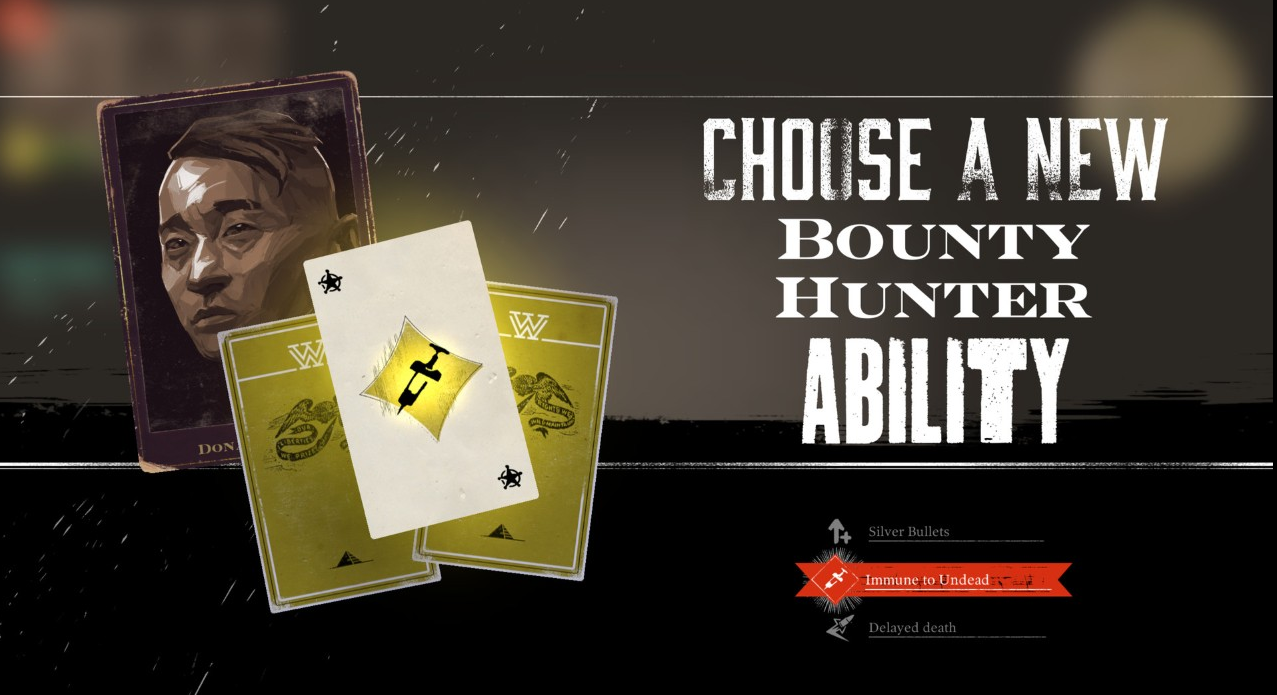 CHOOSE A NEW
BOUNTY
HUNTER
ABILITY
DON
W
W
Silver Bullets
Immune to Undead
Delayed death